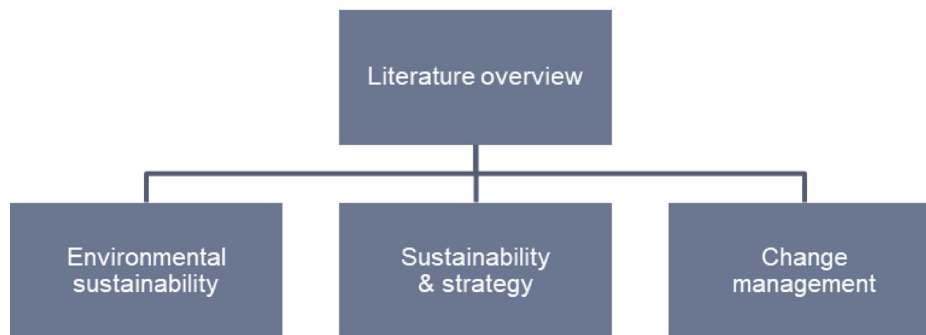 Literature overview
Environmental
sustainability
Sustainability
& strategy
Change
management